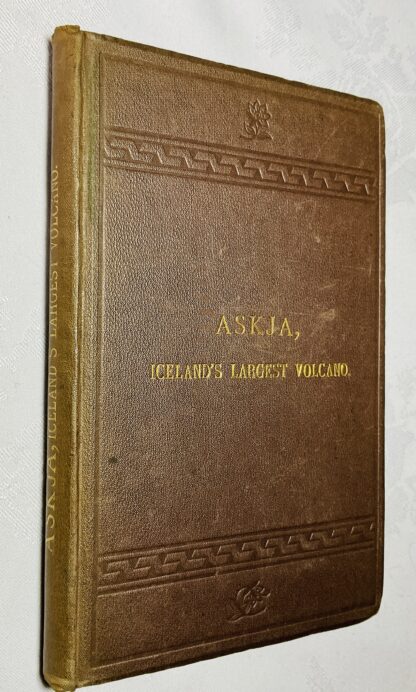 ASKJA,
ICELAND'S LARGEST VOLCANO.
ASKJA, ICELAND'S LARGEST VOLCANO.